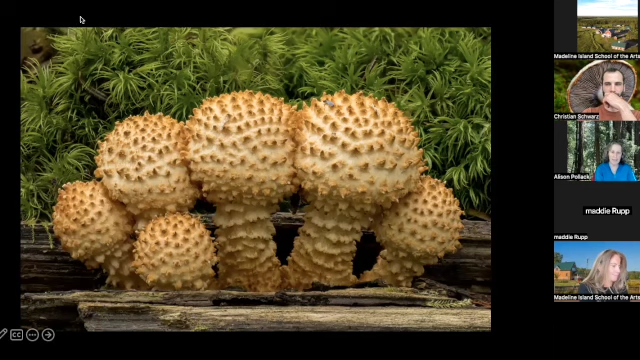 Madeline Island School of the Arts
Christian Schwarz
Alison Pollack
maddie Rupp
maddie Rupp
Madeline Island School of the Arts
CC